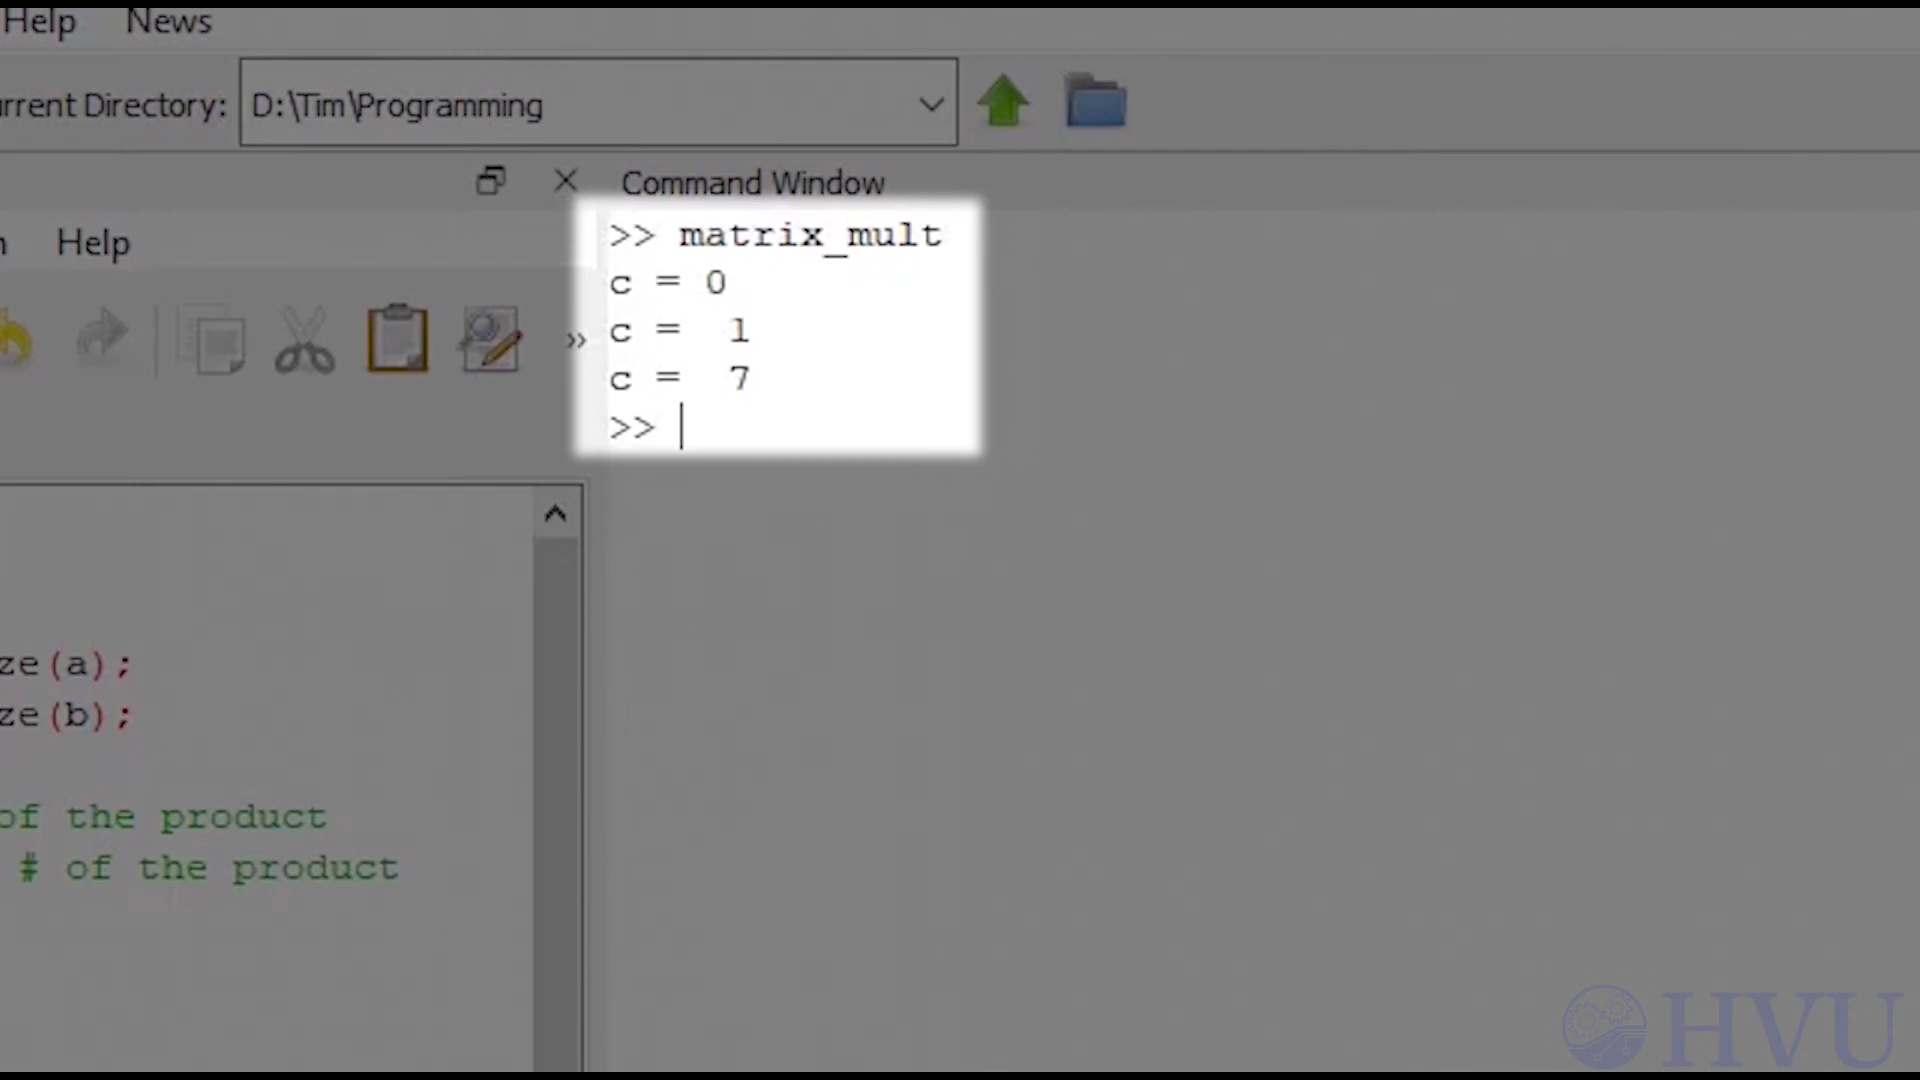 Help News
urrent Directory: D:\Tim\Programming
Command Window
>> matrix_mult
Help
c = 0
c = 1
c = 7
>>
ze(a);
ze(b);
of the product
# of the product
HVU